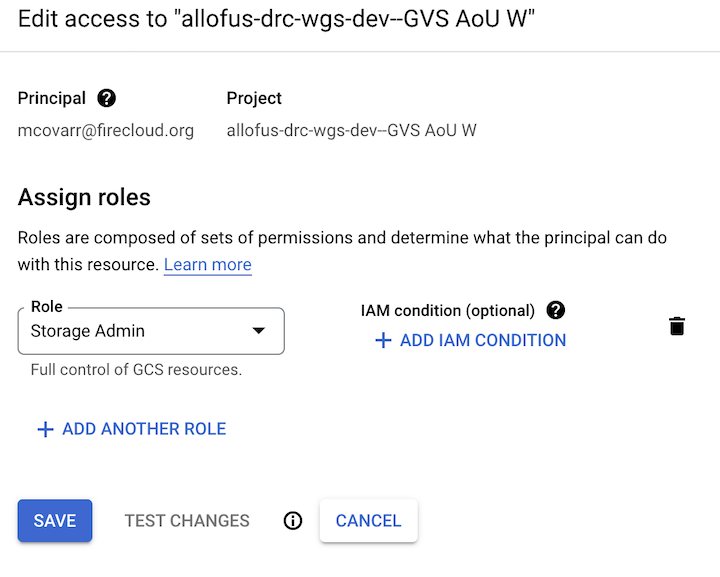 Edit access to "allofus-drc-wgs-dev--GVS AoU W"
Principal
Project
mcovarr@firecloud.org
allofus-drc-wgs-dev--GVS AoU W
Assign roles
Roles are composed of sets of permissions and determine what the principal can do
with this resource. Learn more
Role
IAM condition (optional)
Storage Admin
+ ADD IAM CONDITION
Full control of GCS resources.
+ ADD ANOTHER ROLE
SAVE
TEST CHANGES
CANCEL